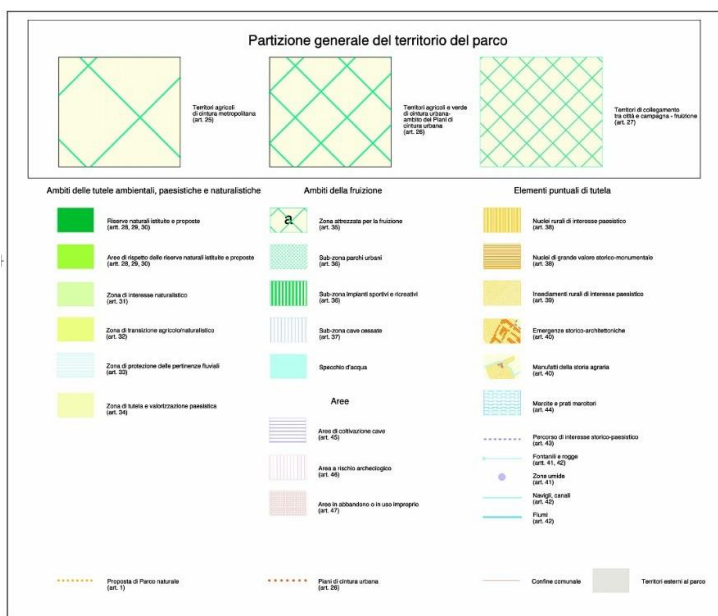 Partizione generale del territorio del parco
Territori agricoli
di cintura metropolitana
(art. 25)
Territori agricoli e verde
di cintura urbana-
ambito dei Piani di
cintura urbana
(art. 26)
Territori di collegamento
tra città e campagna - fruizione
(art. 27)
Ambiti delle tutele ambientali, paesistiche e naturalistiche
Riserve naturali istituite e proposte
(artt. 28, 29, 30)
Aree di rispetto delle riserve naturali istituite e proposte
(artt. 28, 29, 30)
Zona di interesse naturalistico
(art. 31)
Zona di transizione agricolo/naturalistico
(art. 32)
Zona di protezione delle pertinenze fluviali
(art. 33)
Zona di tutela e valorizzazione paesistica
(art. 34)
Ambiti della fruizione
a
Zona attrezzata per la fruizione
(art. 35)
Sub-zona parchi urbani
(art. 36)
Sub-zona impianti sportivi e ricreativi
(art. 36)
Sub-zona cave cessate
(art. 37)
Specchio d'acqua
Aree
Aree di coltivazione cave
(art. 45)
Area a rischio archeologico
(art. 46)
Aree in abbandono o in uso improprio
(art. 47)
Elementi puntuali di tutela
Nuclei rurali di interesse paesistico
(art. 38)
Nuclei di grande valore storico-monumentale
(art. 38)
Insediamenti rurali di interesse paesistico
(art. 39)
Emergenze storico-architettoniche
(art. 40)
Manufatti della storia agraria
(art. 40)
Marcite e prati marcitori
(art. 44)
Percorso di interesse storico-paesistico
(art. 43)
Fontanili e rogge
(artt. 41, 42)
Zona umida
(art. 41)
Navigli, canali
(art. 42)
Fiumi
(art. 42)
Proposta di Parco naturale
(art. 1)
Piani di cintura urbana
(art. 26)
Confine comunale
Territori esterni al parco